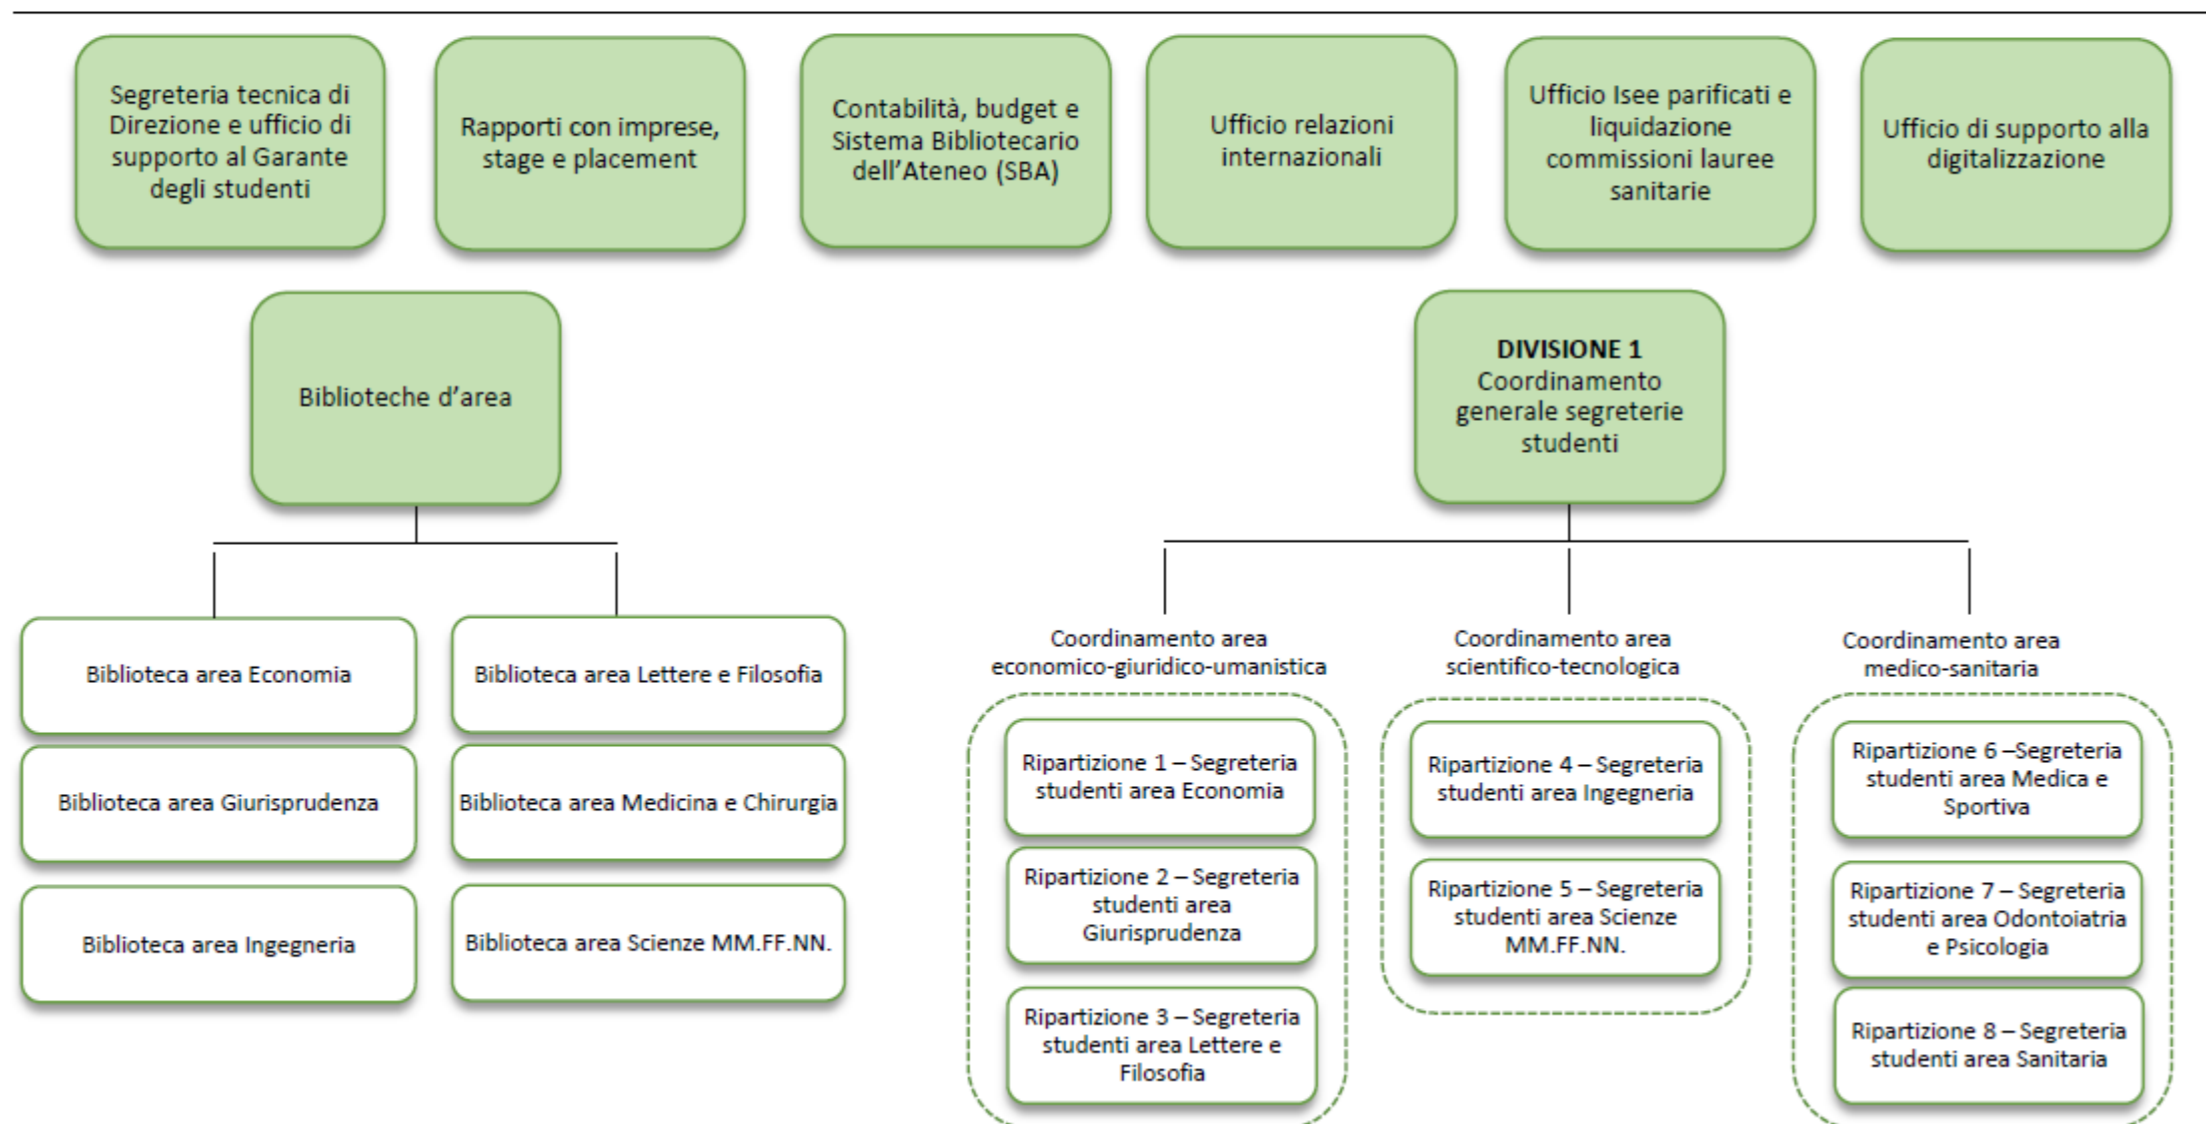 Segreteria tecnica di
Direzione e ufficio di
supporto al Garante
degli studenti
Rapporti con imprese,
stage e placement
Contabilità, budget e
Sistema Bibliotecario
dell’Ateneo (SBA)
Ufficio relazioni
internazionali
Ufficio Isee parificati e
liquidazione
commissioni lauree
sanitarie
Ufficio di supporto alla
digitalizzazione
Biblioteche d’area
DIVISIONE 1
Coordinamento
generale segreterie
studenti
Biblioteca area Economia
Biblioteca area Lettere e Filosofia
Biblioteca area Giurisprudenza
Biblioteca area Medicina e Chirurgia
Biblioteca area Ingegneria
Biblioteca area Scienze MM.FF.NN.
Coordinamento area
economico-giuridico-umanistica
Ripartizione 1 – Segreteria
studenti area Economia
Ripartizione 2 – Segreteria
studenti area
Giurisprudenza
Ripartizione 3 – Segreteria
studenti area Lettere e
Filosofia
Coordinamento area
scientifico-tecnologica
Ripartizione 4 – Segreteria
studenti area Ingegneria
Ripartizione 5 – Segreteria
studenti area Scienze
MM.FF.NN.
Coordinamento area
medico-sanitaria
Ripartizione 6 –Segreteria
studenti area Medica e
Sportiva
Ripartizione 7 – Segreteria
studenti area Odontoiatria
e Psicologia
Ripartizione 8 – Segreteria
studenti area Sanitaria